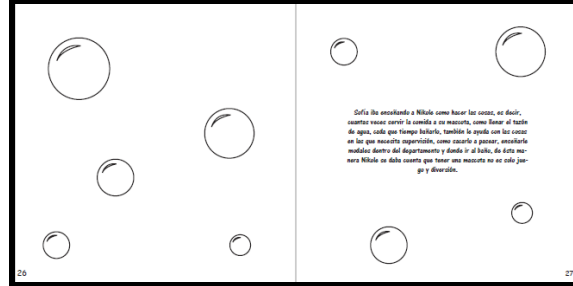 Sofía iba enseñando a Nikole como hacer las cosas, es decir,
cuantas veces servir la comida a su mascota, como llenar el tazón
de agua, cada que tiempo bañarlo, también le ayuda con las cosas
en las que necesita supervisión, como sacarlo a pasear, enseñarle
modales dentro del departamento y donde ir al baño, de ésta ma-
nera Nikole se daba cuenta que tener una mascota no es solo jue-
go y diversión.
26
27